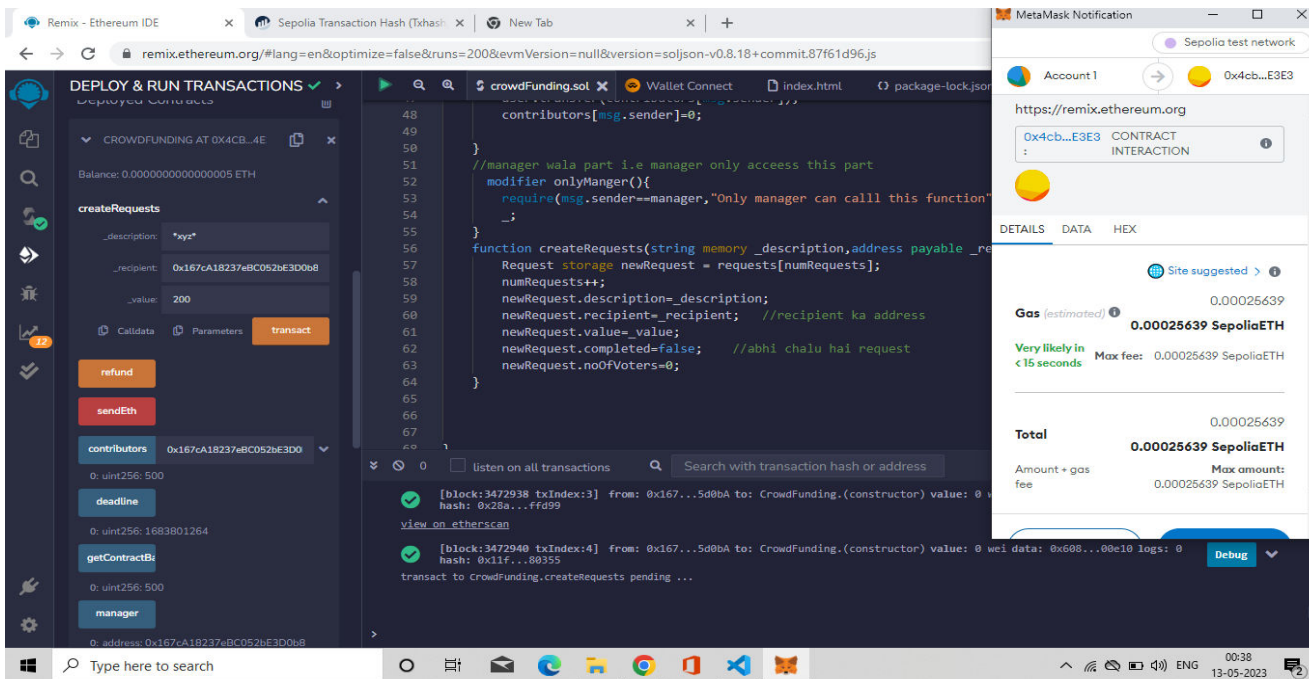 Remix - Ethereum IDE
Sepolia Transaction Hash (Txhash
New Tab
remix.ethereum.org/#lang=en&optimize=false&runs=200&evmVersion=null&version=soljson-v0.8.18+commit.87f61d96.js
DEPLOY & RUN TRANSACTIONS
Deployed Contracts
CROWDFUNDING AT 0X4CB...4E
Balance: 0.0000000000000005 ETH
createRequests
_description: "xyz"
_recipient: 0x167cA18237eBC052bE3D0b8
_value: 200
Calldata Parameters transact
refund
sendEth
contributors 0x167cA18237eBC052bE3D0
0: uint256: 500
deadline
0: uint256: 1683801264
getContractBa
0: uint256: 500
manager
0: address: 0x167cA18237eBC052bE3D0b8
12
crowdFunding.sol
Wallet Connect
index.html
package-lock.json
user.transfer(contributors[msg.sender]);
48 contributors[msg.sender]=0;
49
50 }
51 //manager wala part i.e manager only acceess this part
52 modifier onlyManger(){
53 require(msg.sender==manager,"Only manager can calll this function"
54 _;
55 }
56 function createRequests(string memory _description,address payable _re
57 Request storage newRequest = requests[numRequests];
58 numRequests++;
59 newRequest.description=_description;
60 newRequest.recipient=_recipient; //recipient ka address
61 newRequest.value=_value;
62 newRequest.completed=false; //abhi chalu hai request
63 newRequest.noOfVoters=0;
64 }
65
66
67
68 }
0 listen on all transactions Search with transaction hash or address
[block:3472938 txIndex:3] from: 0x167...5d0bA to: CrowdFunding.(constructor) value: 0 w
hash: 0x28a...ffd99
view on etherscan
[block:3472940 txIndex:4] from: 0x167...5d0bA to: CrowdFunding.(constructor) value: 0 wei data: 0x608...00e10 logs: 0
hash: 0x11f...80355
Debug
transact to CrowdFunding.createRequests pending ...
>
MetaMask Notification
Sepolia test network
Account 1
0x4cb...E3E3
https://remix.ethereum.org
0x4cb...E3E3 CONTRACT
: INTERACTION
DETAILS DATA HEX
Site suggested >
0.00025639
Gas (estimated) 0.00025639 SepoliaETH
Very likely in
< 15 seconds
Max fee: 0.00025639 SepoliaETH
0.00025639
Total
0.00025639 SepoliaETH
Amount + gas
fee
Max amount:
0.00025639 SepoliaETH
Type here to search
ENG
00:38
13-05-2023
2